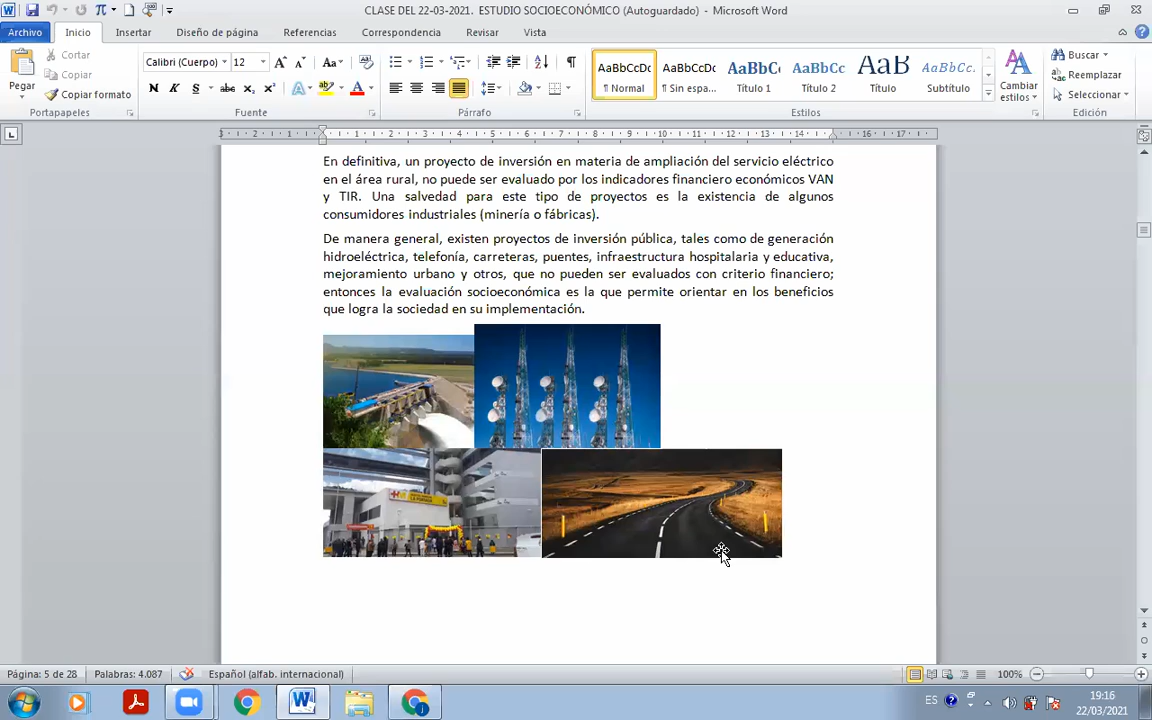 CLASE DEL 22-03-2021. ESTUDIO SOCIOECONÓMICO (Autoguardado) - Microsoft Word
Archivo Inicio Insertar Diseño de página Referencias Correspondencia Revisar Vista
Cortar
Copiar
Copiar formato
Pegar
Portapapeles
Calibri (Cuerpo) 12
Fuente
Párrafo
AaBbCcDc AaBbCcDc AaBbC AaBbCc AaB AaBbCc.
¶ Normal ¶ Sin espa... Título 1 Título 2 Título Subtítulo
Cambiar estilos
Estilos
Buscar
Reemplazar
Seleccionar
Edición
En definitiva, un proyecto de inversión en materia de ampliación del servicio eléctrico
en el área rural, no puede ser evaluado por los indicadores financiero económicos VAN
y TIR. Una salvedad para este tipo de proyectos es la existencia de algunos
consumidores industriales (minería o fábricas).
De manera general, existen proyectos de inversión pública, tales como de generación
hidroeléctrica, telefonía, carreteras, puentes, infraestructura hospitalaria y educativa,
mejoramiento urbano y otros, que no pueden ser evaluados con criterio financiero;
entonces la evaluación socioeconómica es la que permite orientar en los beneficios
que logra la sociedad en su implementación.
Página: 5 de 28 Palabras: 4.087 Español (alfab. internacional) 100%
ES 19:16
22/03/2021